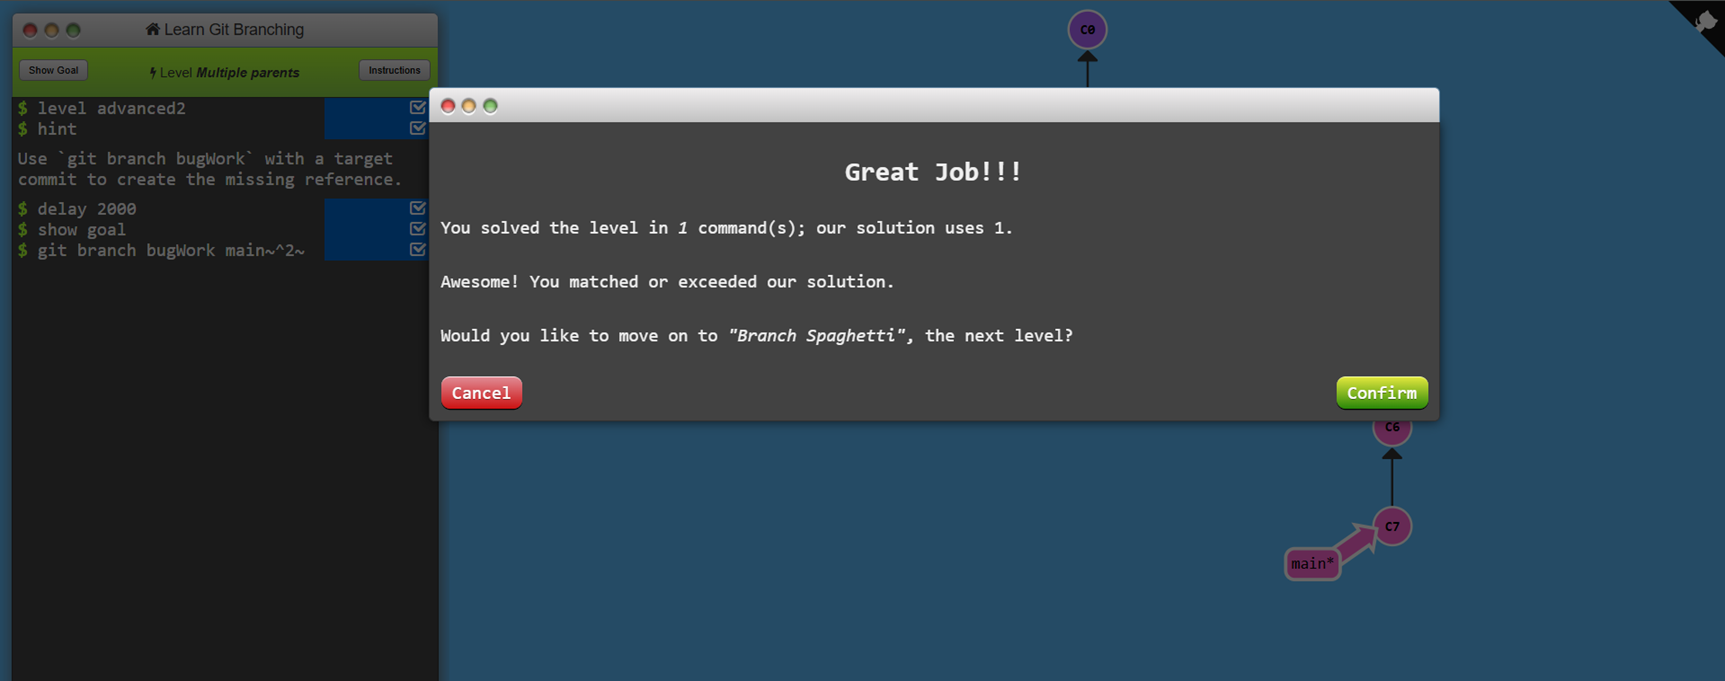 Learn Git Branching
Show Goal
Level Multiple parents
Instructions
$ level advanced2
$ hint
Use `git branch bugWork` with a target
commit to create the missing reference.
$ delay 2000
$ show goal
$ git branch bugWork main~^2~
C0
Great Job!!!
You solved the level in 1 command(s); our solution uses 1.
Awesome! You matched or exceeded our solution.
Would you like to move on to "Branch Spaghetti", the next level?
Cancel
Confirm
C6
C7
main*